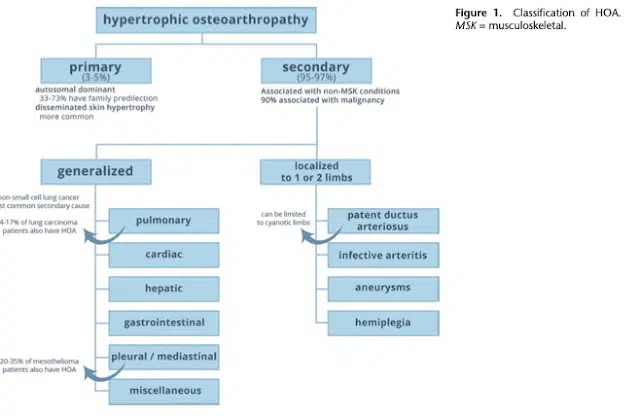 hypertrophic osteoarthropathy
Figure 1. Classification of HOA.
MSK = musculoskeletal.
primary
(3-5%)
autosomal dominant
33-73% have family predilection
disseminated skin hypertrophy
more common
secondary
(95-97%)
Associated with non-MSK conditions
90% associated with malignancy
generalized
localized
to 1 or 2 limbs
non-small cell lung cancer
st common secondary cause
4-17% of lung carcinoma
patients also have HOA
pulmonary
cardiac
hepatic
gastrointestinal
20-35% of mesothelioma
patients also have HOA
pleural / mediastinal
miscellaneous
can be limited
to cyanotic limbs
patent ductus
arteriosus
infective arteritis
aneurysms
hemiplegia